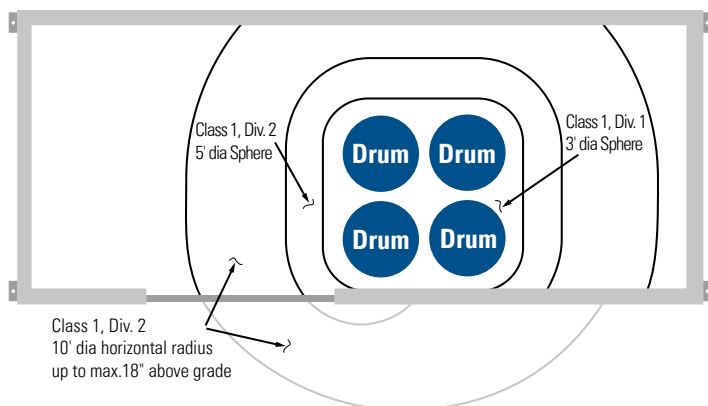 Class 1, Div. 2
5' dia Sphere
Class 1, Div. 1
3' dia Sphere
Drum
Drum
Drum
Drum
Class 1, Div. 2
10' dia horizontal radius
up to max.18" above grade